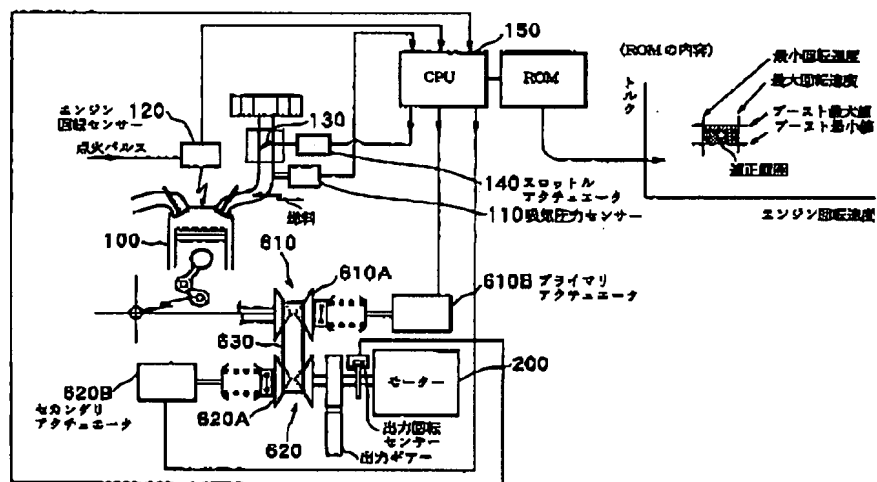 150
CPU
ROM
(ROMの内容)
最小回転速度
最大回転速度
トルク
ブースト最大値
ブースト最小値
適正範囲
エンジン回転速度
エンジン
回転センサー
120
点火パルス
130
140 スロットル
アクチュエータ
110 吸気圧力センサー
燃料
100
610
610A
610B プライマリ
アクチュエータ
630
620B
セカンダリ
アクチュエータ
620A
620
モーター
200
出力回転
センサー
出力ギアー